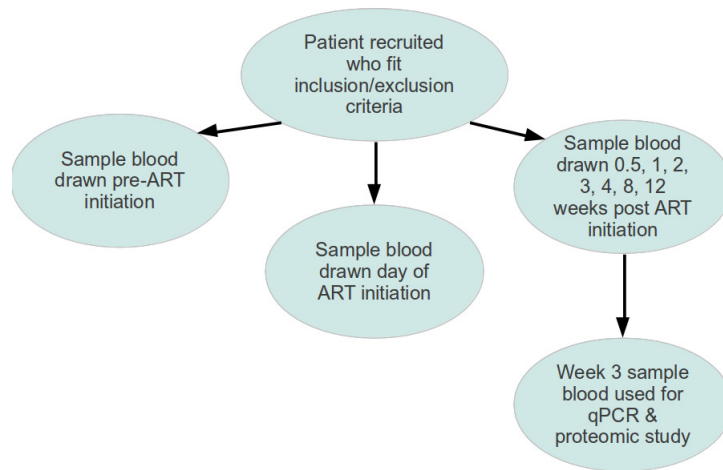 Patient recruited
who fit
inclusion/exclusion
criteria
Sample blood
drawn pre-ART
initiation
Sample blood
drawn day of
ART initiation
Sample blood
drawn 0.5, 1, 2,
3, 4, 8, 12
weeks post ART
initiation
Week 3 sample
blood used for
qPCR &
proteomic study